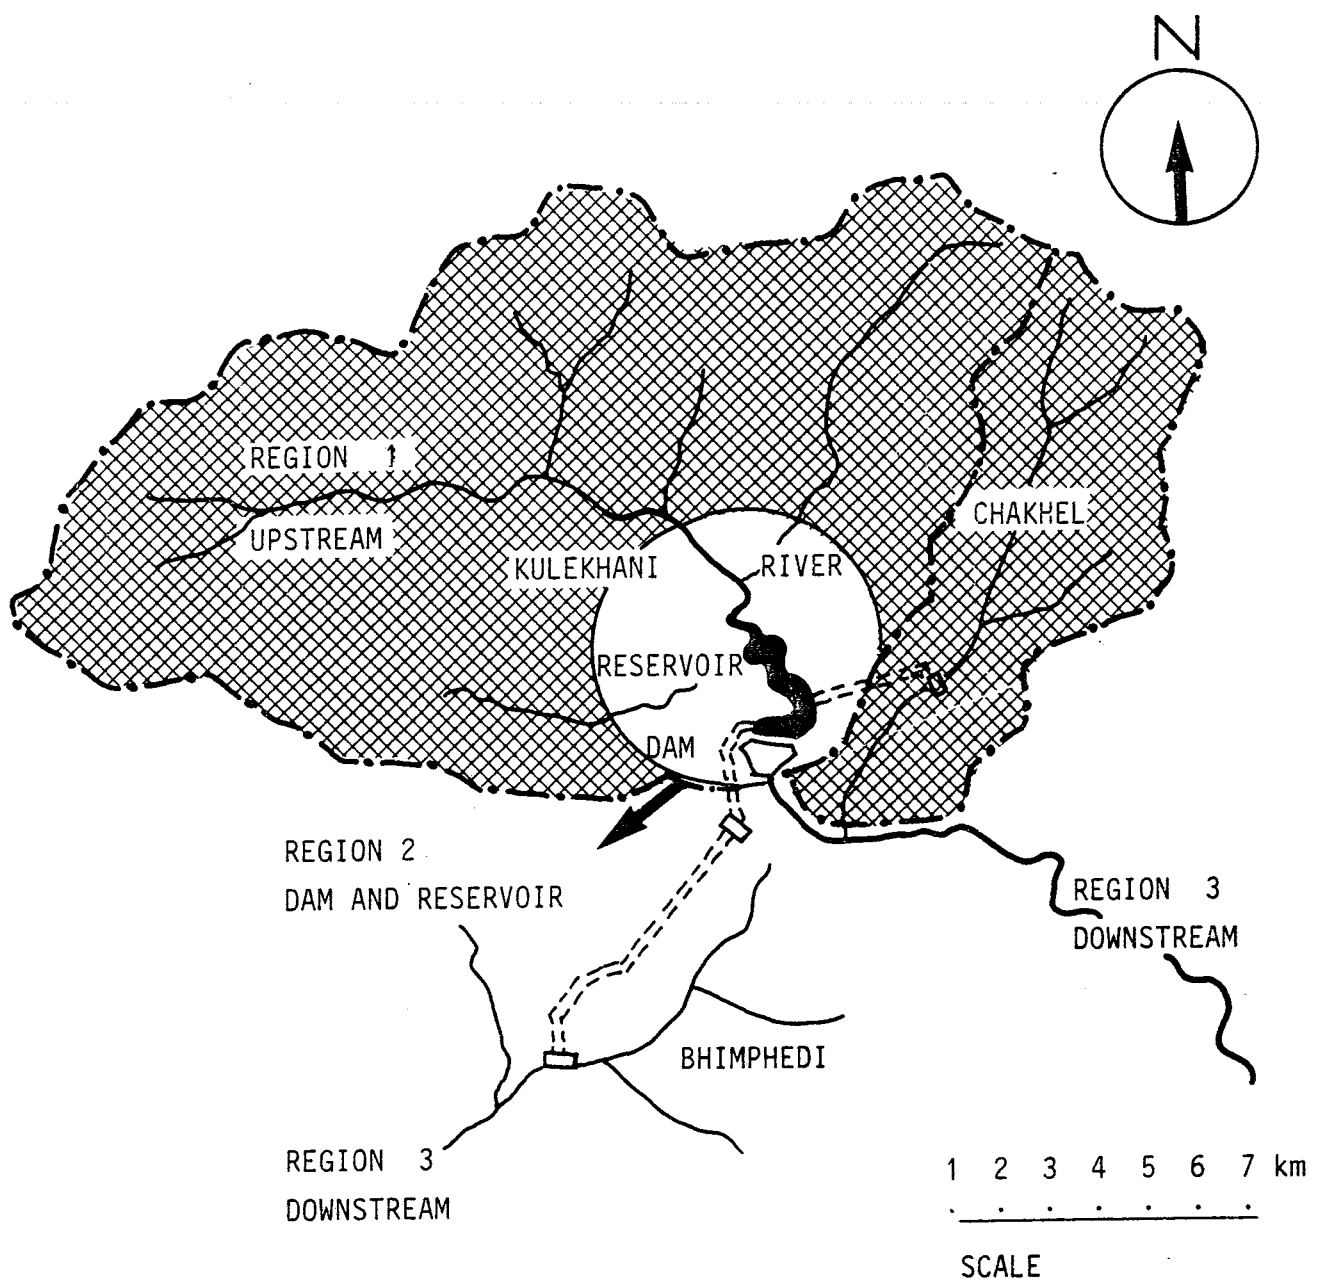 N
REGION 1
UPSTREAM
CHAKHEL
KULEKHANI RIVER
RESERVOIR
DAM
REGION 2
DAM AND RESERVOIR
REGION 3
DOWNSTREAM
BHIMPHEDI
REGION 3
DOWNSTREAM
1 2 3 4 5 6 7 km
SCALE